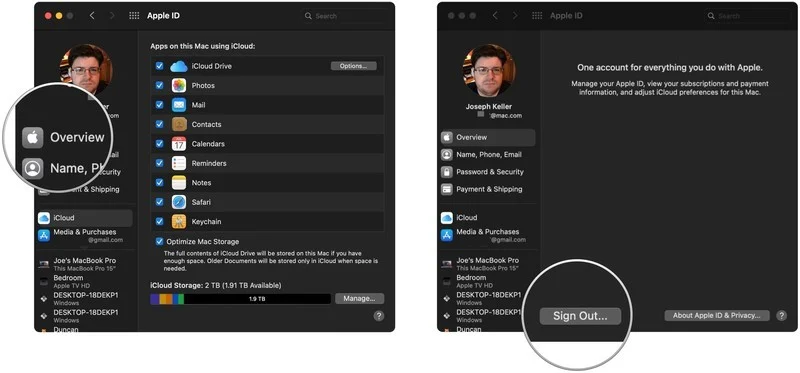 Apple ID
Search
Apps on this Mac using iCloud:
iCloud Drive
Options...
Photos
Mail
Contacts
Calendars
JUL
17
Reminders
Notes
Safari
Keychain
Optimize Mac Storage
The full contents of iCloud Drive will be stored on this Mac if you have
enough space. Older Documents will be stored only in iCloud when space is
needed.
iCloud Storage: 2 TB (1.91 TB Available)
1.9 TB
Manage...
?
Overview
Name, Ph
& Security
nt & Shipping
iCloud
Media & Purchases
@gmail.com
Joe's MacBook Pro
This MacBook Pro 15"
Bedroom
Apple TV HD
DESKTOP-18DEKP1
Windows
DESKTOP-18DEKP1
Windows
Duncan
Apple ID
Search
Joseph Keller
@mac.com
Overview
Name, Phone, Email
Password & Security
Payment & Shipping
iCloud
Media & Purchases
@gmail.com
Joe's MacBook Pro
This MacBook Pro 15"
Bedroom
Apple TV HD
DESKTOP-18DEKP1
Windows
DESKTOP-18DEKP1
Windows
Duncan
One account for everything you do with Apple.
Manage your Apple ID, view your subscriptions and payment
information, and adjust iCloud preferences for this Mac.
Sign Out...
About Apple ID & Privacy...
?